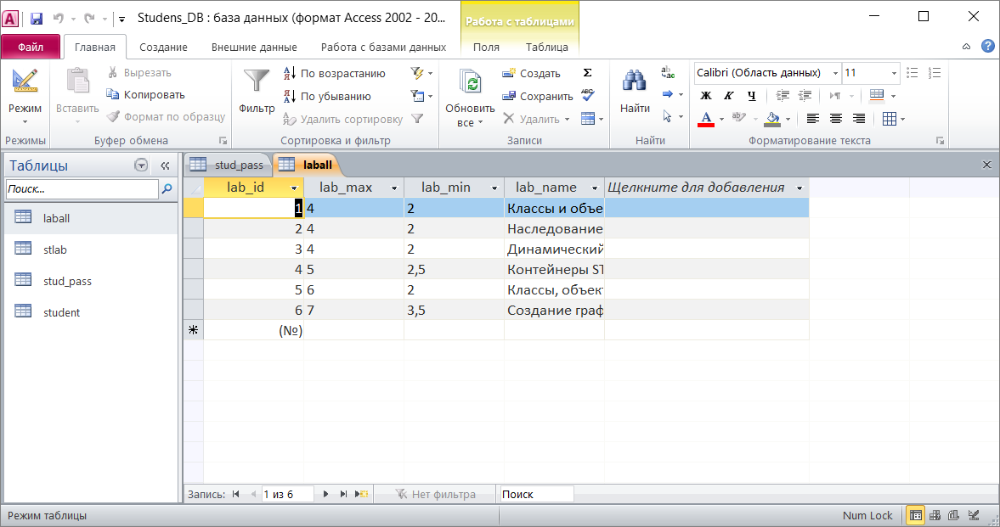 A Studens_DB : база данных (формат Access 2002 - 20... Работа с таблицами
Файл Главная Создание Внешние данные Работа с базами данных Поля Таблица
Режим
Режимы
Вставить
Вырезать
Копировать
Формат по образцу
Буфер обмена
Фильтр
По возрастанию
По убыванию
Удалить сортировку
Сортировка и фильтр
Обновить
все
Создать
Сохранить
Удалить
Записи
Найти
Найти
Calibri (Область данных) 11
Ж К Ч
А
Форматирование текста
Таблицы
Поиск...
laball
stlab
stud_pass
student
stud_pass laball
lab_id lab_max lab_min lab_name Щелкните для добавления
1 4 2 Классы и объе
2 4 2 Наследование
3 4 2 Динамический
4 5 2,5 Контейнеры ST
5 6 2 Классы, объект
6 7 3,5 Создание граф
(№)
Запись: 1 из 6 Нет фильтра Поиск
Режим таблицы Num Lock